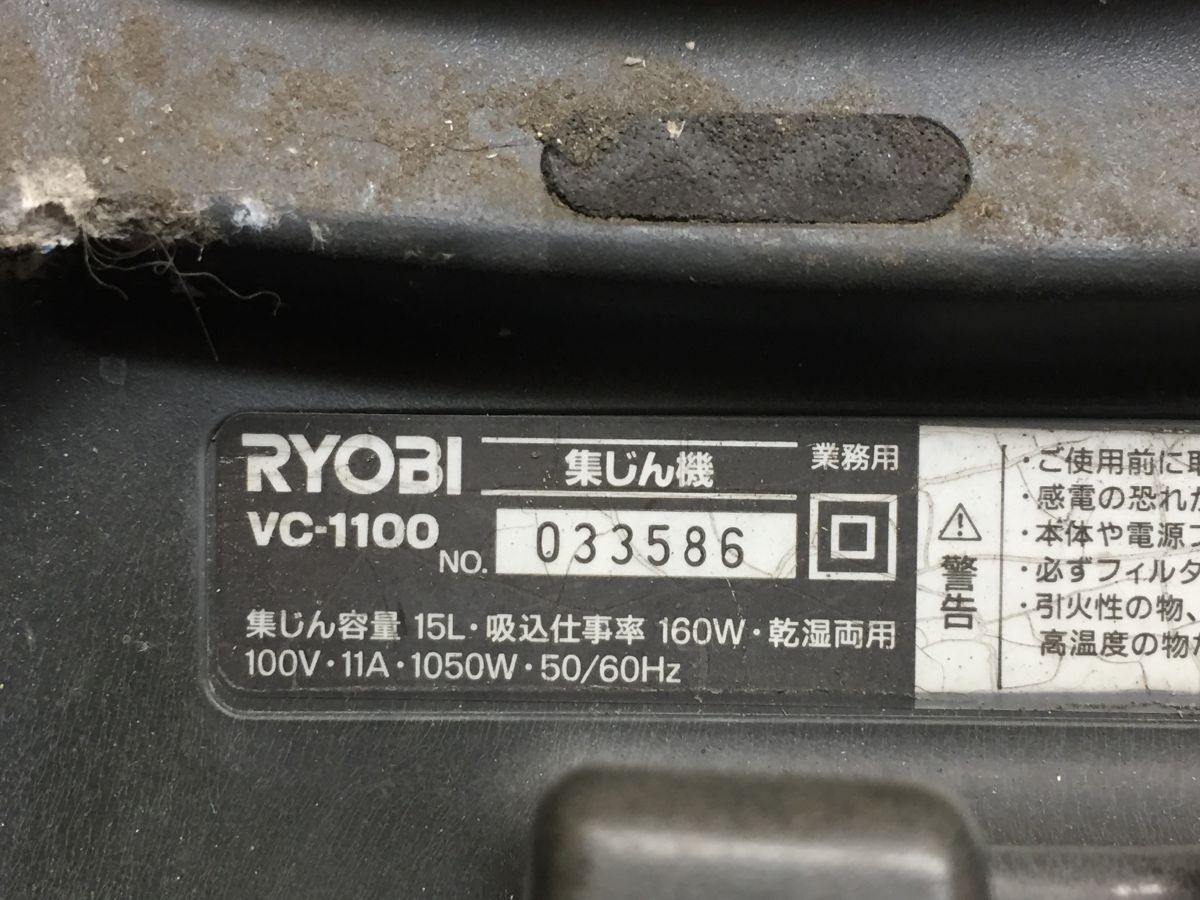 RYOBI
集じん機
業務用
VC-1100
NO. 033586
集じん容量 15L・吸込仕事率 160W・乾湿両用
100V・11A・1050W・50/60Hz
⚠警告
・ご使用前に
・感電の恐れ
・本体や電源
・必ずフィルタ
・引火性の物、
高温度の物